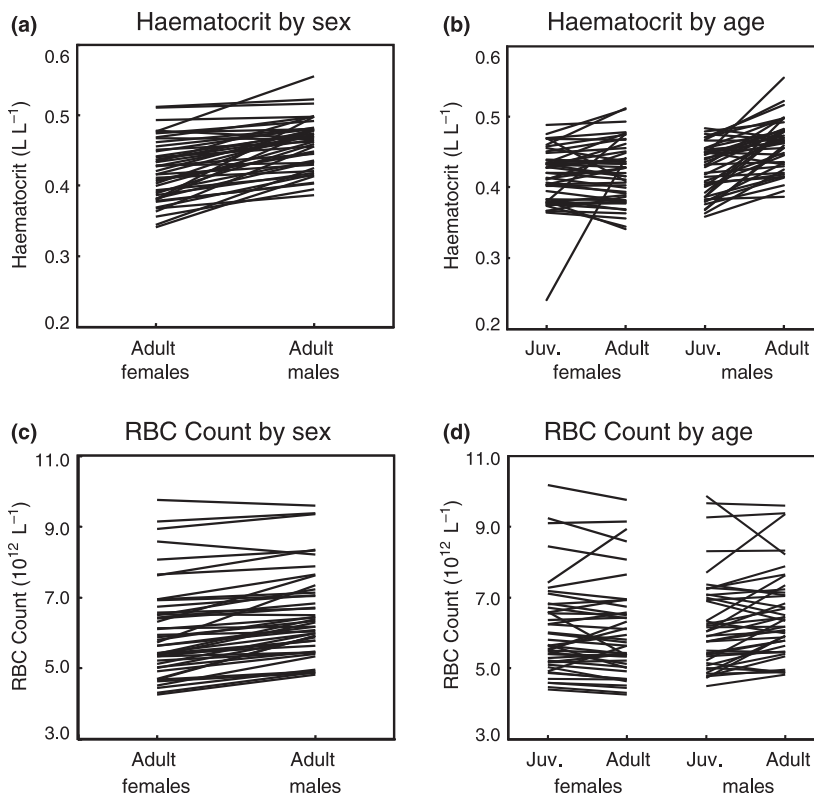 (a) Haematocrit by sex
0.6
0.5
0.4
0.3
0.2
Haematocrit (L L⁻¹)
Adult females
Adult males
(b) Haematocrit by age
0.6
0.5
0.4
0.3
0.2
Haematocrit (L L⁻¹)
Juv. Adult Juv. Adult
females males
(c) RBC Count by sex
11.0
9.0
7.0
5.0
3.0
RBC Count (10¹² L⁻¹)
Adult females
Adult males
(d) RBC Count by age
11.0
9.0
7.0
5.0
3.0
RBC Count (10¹² L⁻¹)
Juv. Adult Juv. Adult
females males